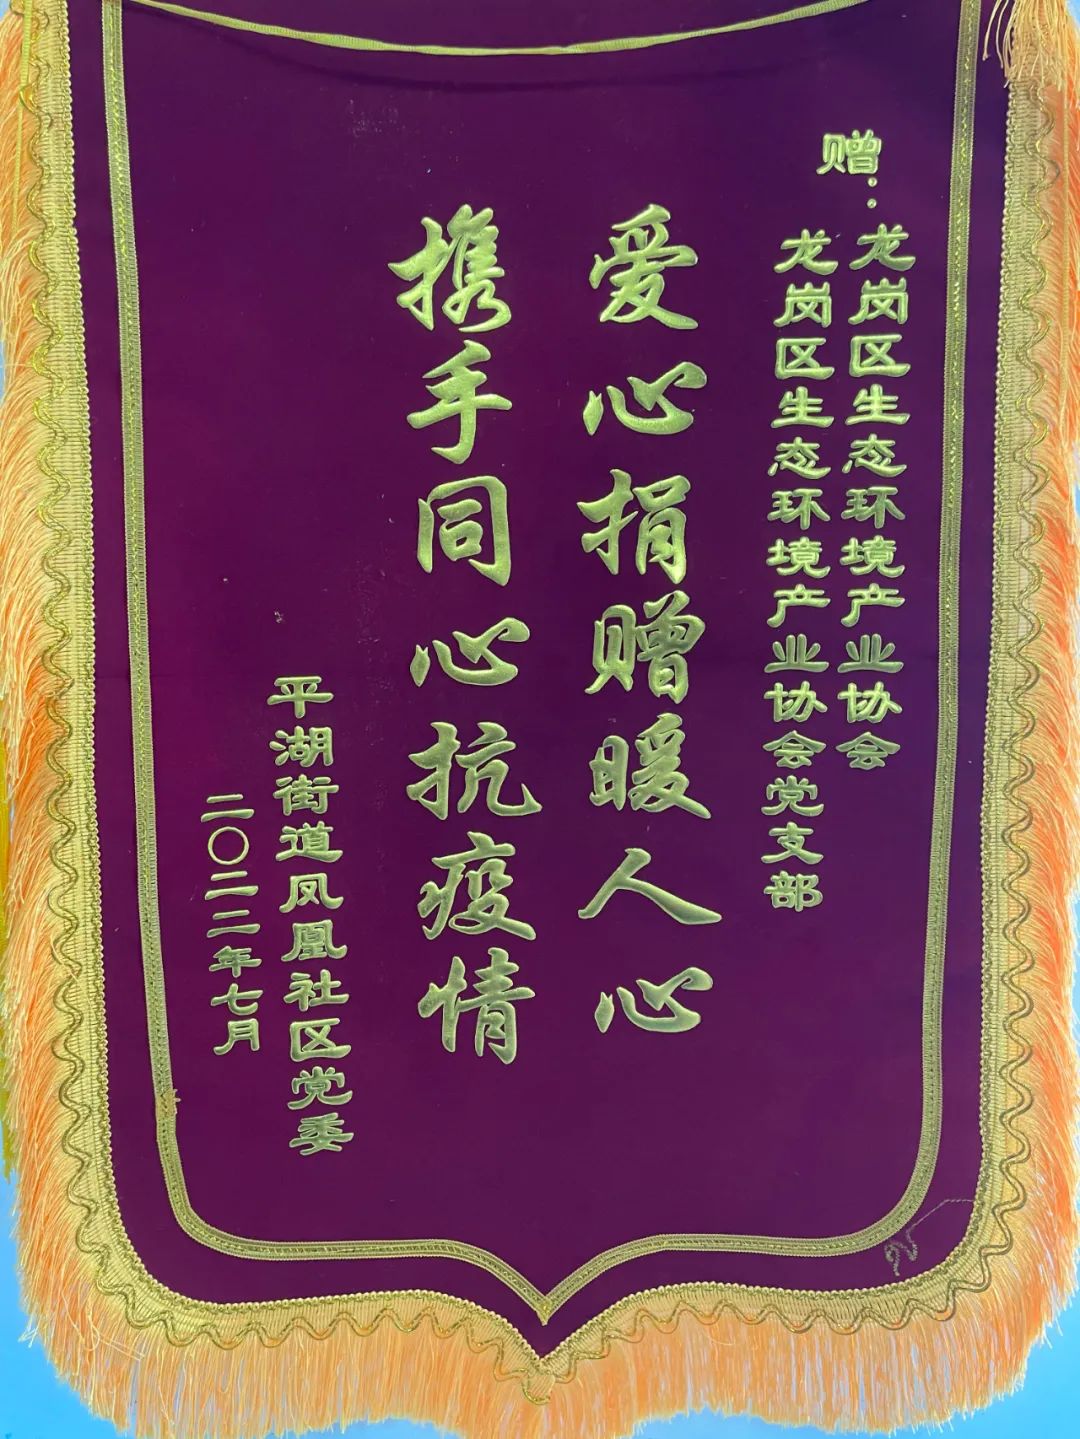 赠：
龙岗区生态环境产业协会
龙岗区生态环境产业协会党支部
爱心捐赠暖人心
携手同心抗疫情
平湖街道凤凰社区党委
二〇二二年七月